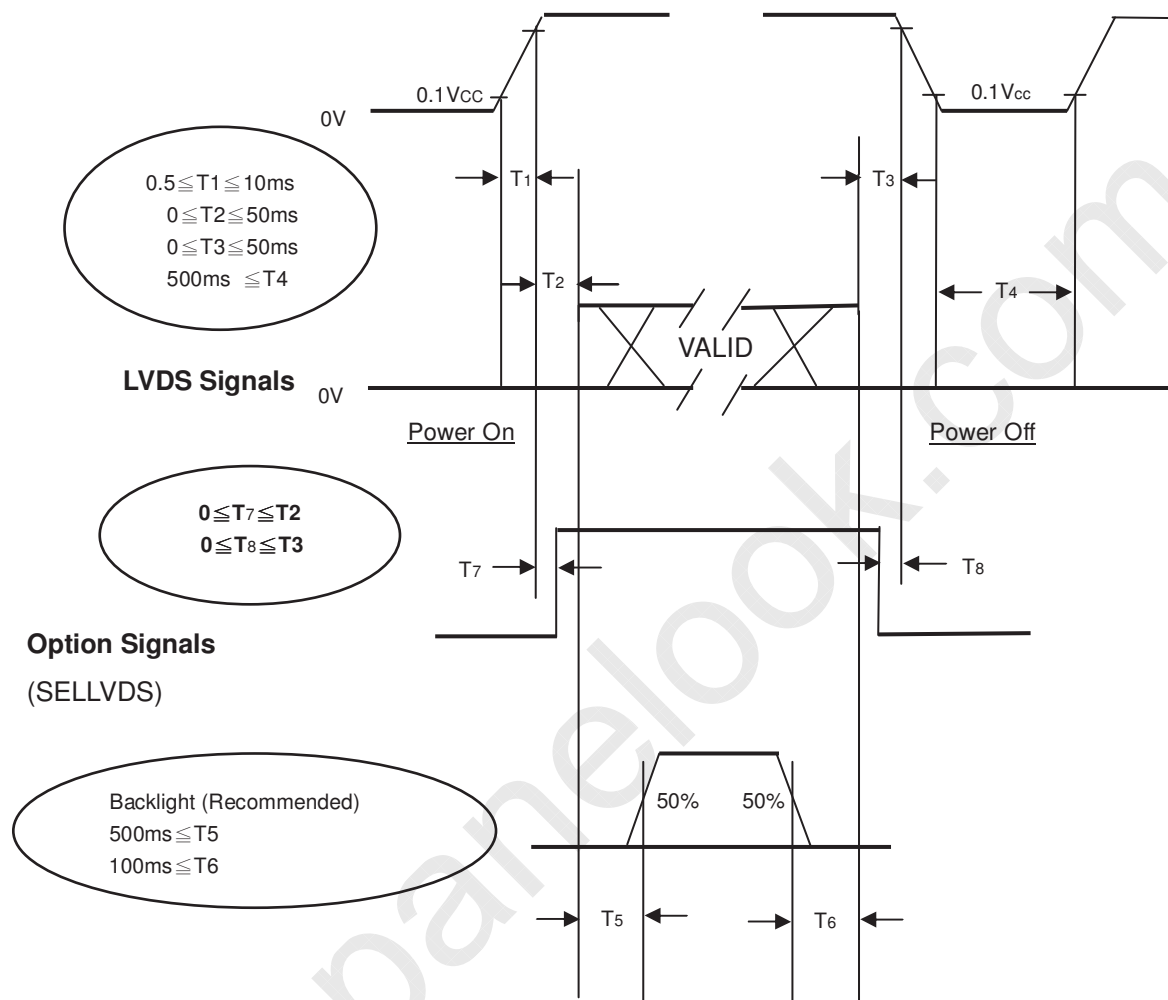 0.1VCC
0.1Vcc
0V
0.5≦T1≦10ms
0≦T2≦50ms
0≦T3≦50ms
500ms ≦T4
T1
T3
T2
T4
VALID
LVDS Signals
0V
Power On
Power Off
0≦T7≦T2
0≦T8≦T3
T7
T8
Option Signals
(SELLVDS)
Backlight (Recommended)
500ms≦T5
100ms≦T6
50%
50%
T5
T6
panelook.com